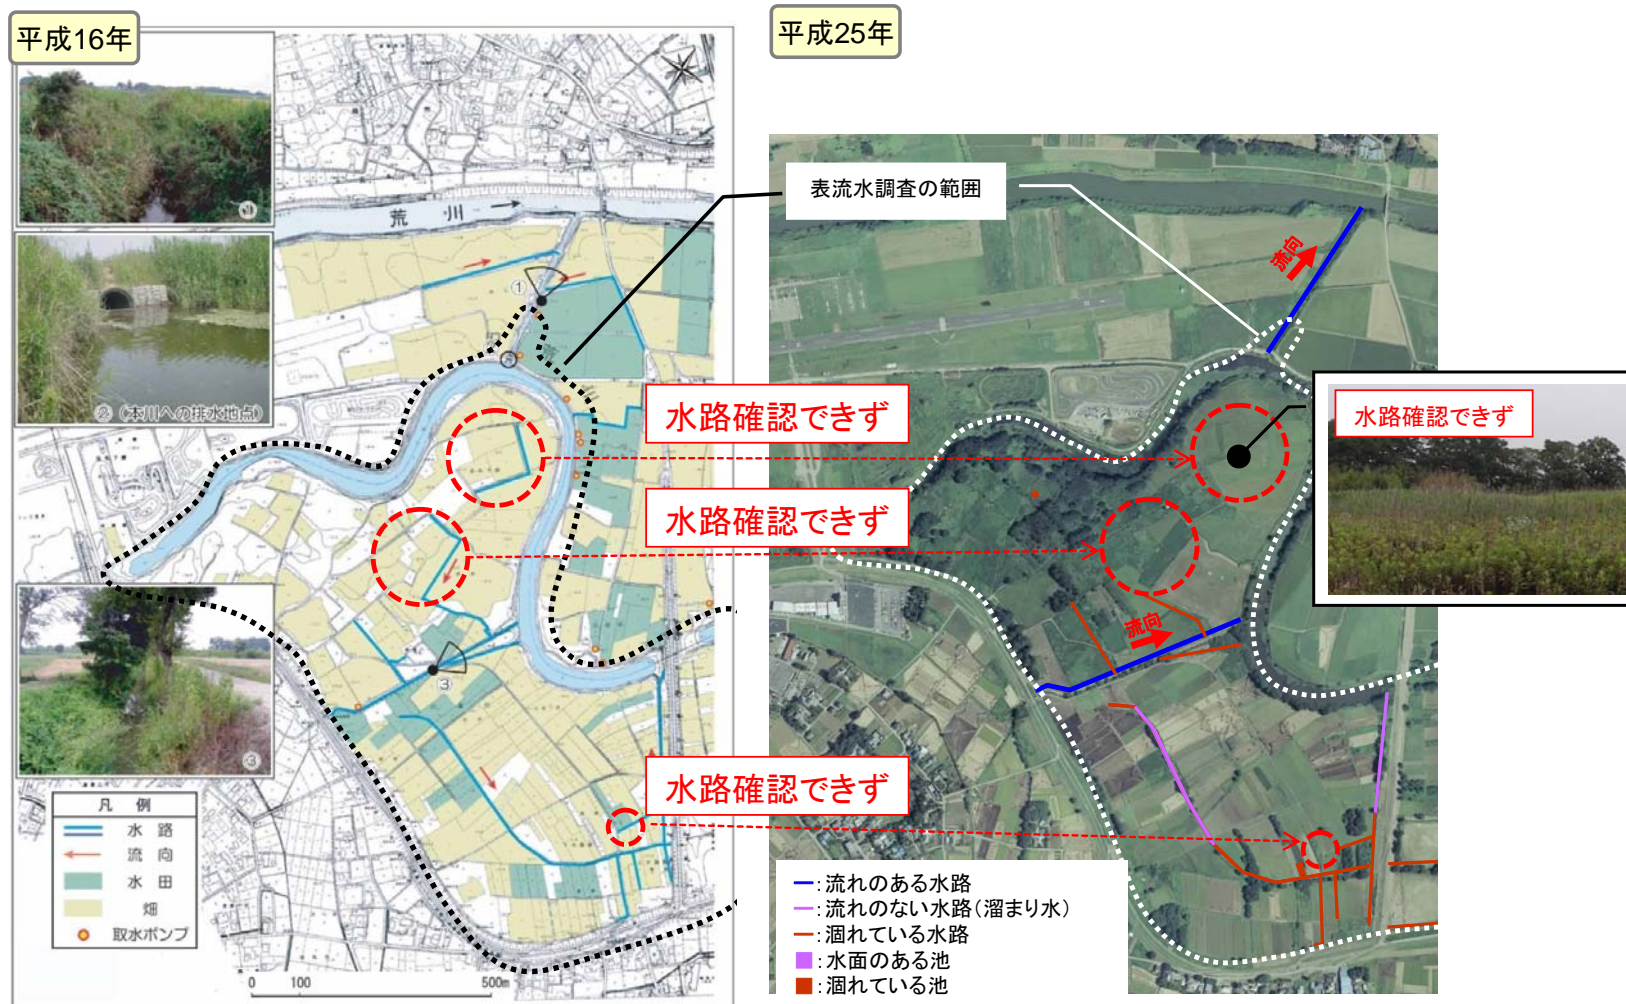 平成16年
平成25年
①
②(本川への排水地点)
③
荒 川
表流水調査の範囲
①
②
③
流向
流向
水路確認できず
水路確認できず
水路確認できず
水路確認できず
凡 例
水 路
流 向
水 田
畑
取水ポンプ
0 100 500m
:流れのある水路
:流れのない水路(溜まり水)
:涸れている水路
:水面のある池
:涸れている池